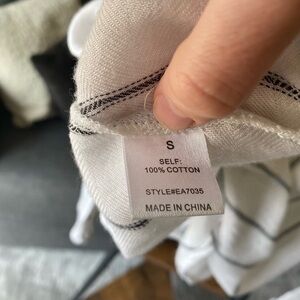 S
SELF:
100% COTTON
STYLE#EA7035
MADE IN CHINA